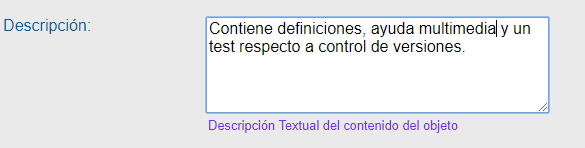 Descripción:
Contiene definiciones, ayuda multimedia y un
test respecto a control de versiones.
Descripción Textual del contenido del objeto